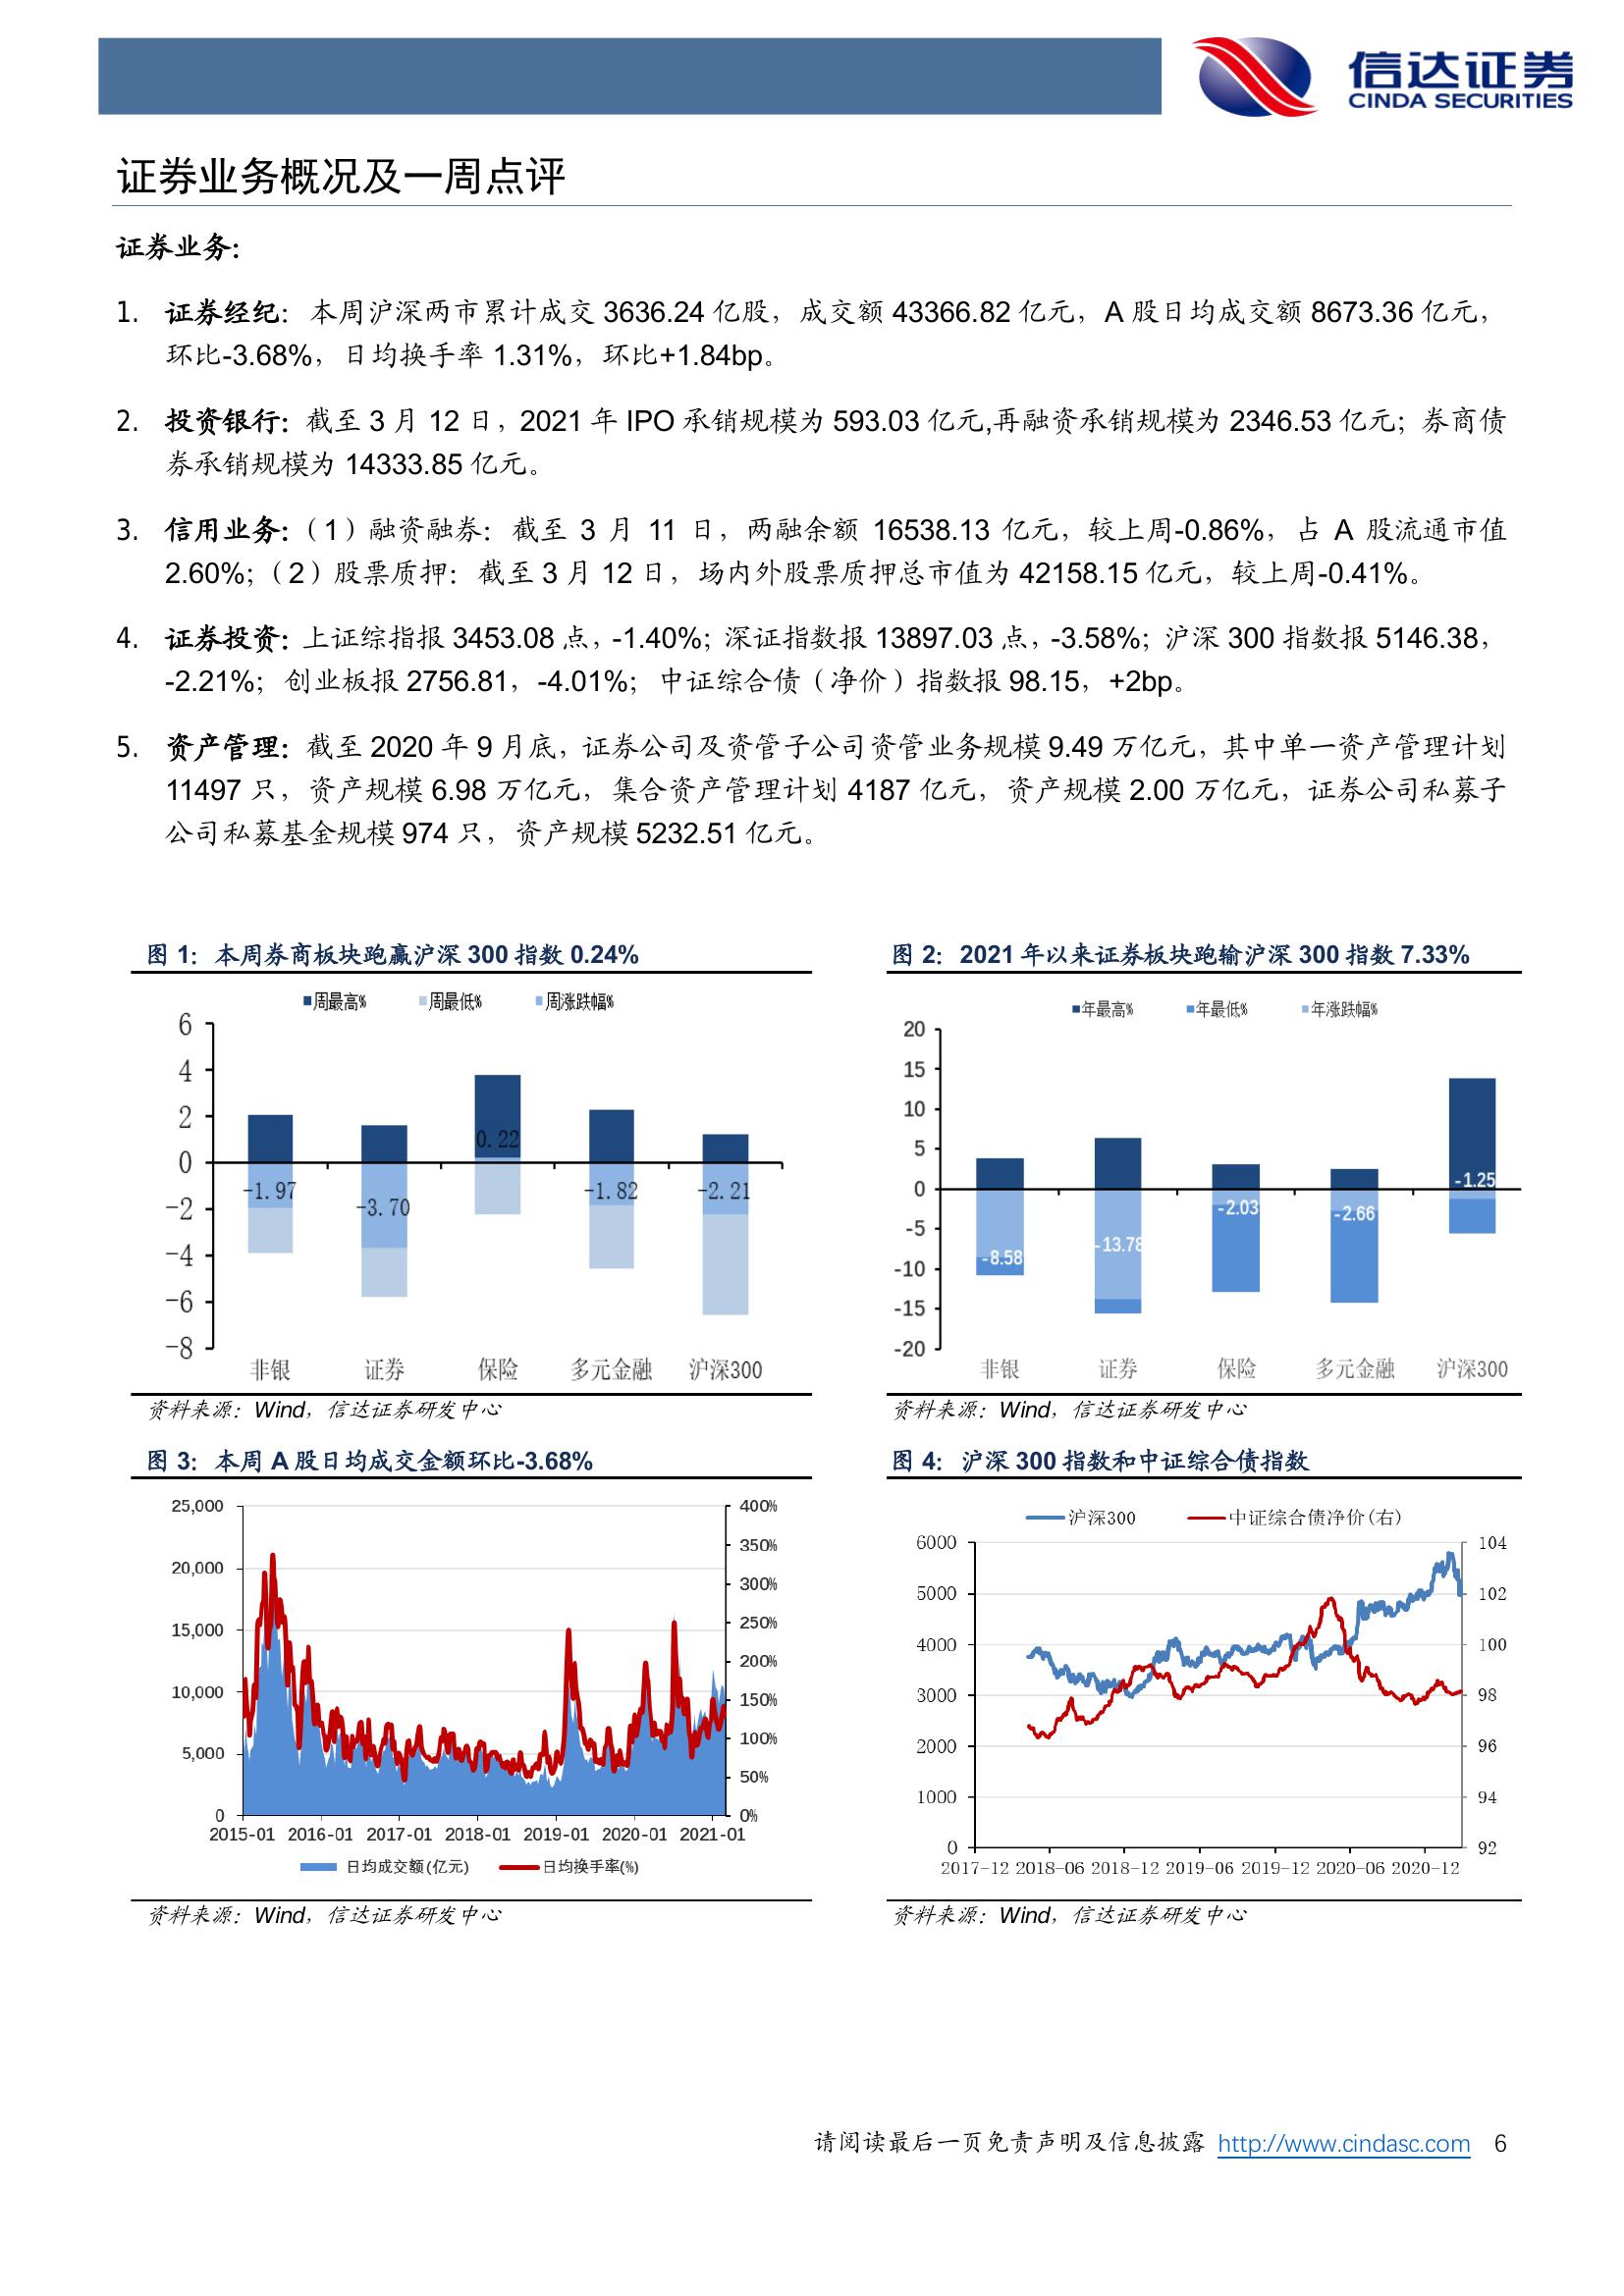 信达证券
CINDA SECURITIES
证券业务概况及一周点评
证券业务：
1. 证券经纪：本周沪深两市累计成交 3636.24 亿股，成交额 43366.82 亿元，A 股日均成交额 8673.36 亿元，
环比-3.68%，日均换手率 1.31%，环比+1.84bp。
2. 投资银行：截至 3 月 12 日，2021 年 IPO 承销规模为 593.03 亿元,再融资承销规模为 2346.53 亿元；券商债
券承销规模为 14333.85 亿元。
3. 信用业务：（1）融资融券：截至 3 月 11 日，两融余额 16538.13 亿元，较上周-0.86%，占 A 股流通市值
2.60%；（2）股票质押：截至 3 月 12 日，场内外股票质押总市值为 42158.15 亿元，较上周-0.41%。
4. 证券投资：上证综指报 3453.08 点，-1.40%；深证指数报 13897.03 点，-3.58%；沪深 300 指数报 5146.38，
-2.21%；创业板报 2756.81，-4.01%；中证综合债（净价）指数报 98.15，+2bp。
5. 资产管理：截至 2020 年 9 月底，证券公司及资管子公司资管业务规模 9.49 万亿元，其中单一资产管理计划
11497 只，资产规模 6.98 万亿元，集合资产管理计划 4187 亿元，资产规模 2.00 万亿元，证券公司私募子
公司私募基金规模 974 只，资产规模 5232.51 亿元。
图 1：本周券商板块跑赢沪深 300 指数 0.24%
周最高% 周最低% 周涨跌幅%
6
4
2
0
-2
-4
-6
-8
0.22
-1.97 -3.70 -1.82 -2.21
非银 证券 保险 多元金融 沪深300
资料来源：Wind，信达证券研发中心
图 2：2021 年以来证券板块跑输沪深 300 指数 7.33%
年最高% 年最低% 年涨跌幅%
20
15
10
5
0
-5
-10
-15
-20
-8.58 -13.78 -2.03 -2.66 -1.25
非银 证券 保险 多元金融 沪深300
资料来源：Wind，信达证券研发中心
图 3：本周 A 股日均成交金额环比-3.68%
25,000
20,000
15,000
10,000
5,000
0
400%
350%
300%
250%
200%
150%
100%
50%
0%
2015-01 2016-01 2017-01 2018-01 2019-01 2020-01 2021-01
日均成交额(亿元) 日均换手率(%)
资料来源：Wind，信达证券研发中心
图 4：沪深 300 指数和中证综合债指数
沪深300 中证综合债净价(右)
6000
5000
4000
3000
2000
1000
0
104
102
100
98
96
94
92
2017-12 2018-06 2018-12 2019-06 2019-12 2020-06 2020-12
资料来源：Wind，信达证券研发中心
请阅读最后一页免责声明及信息披露 http://www.cindasc.com 6